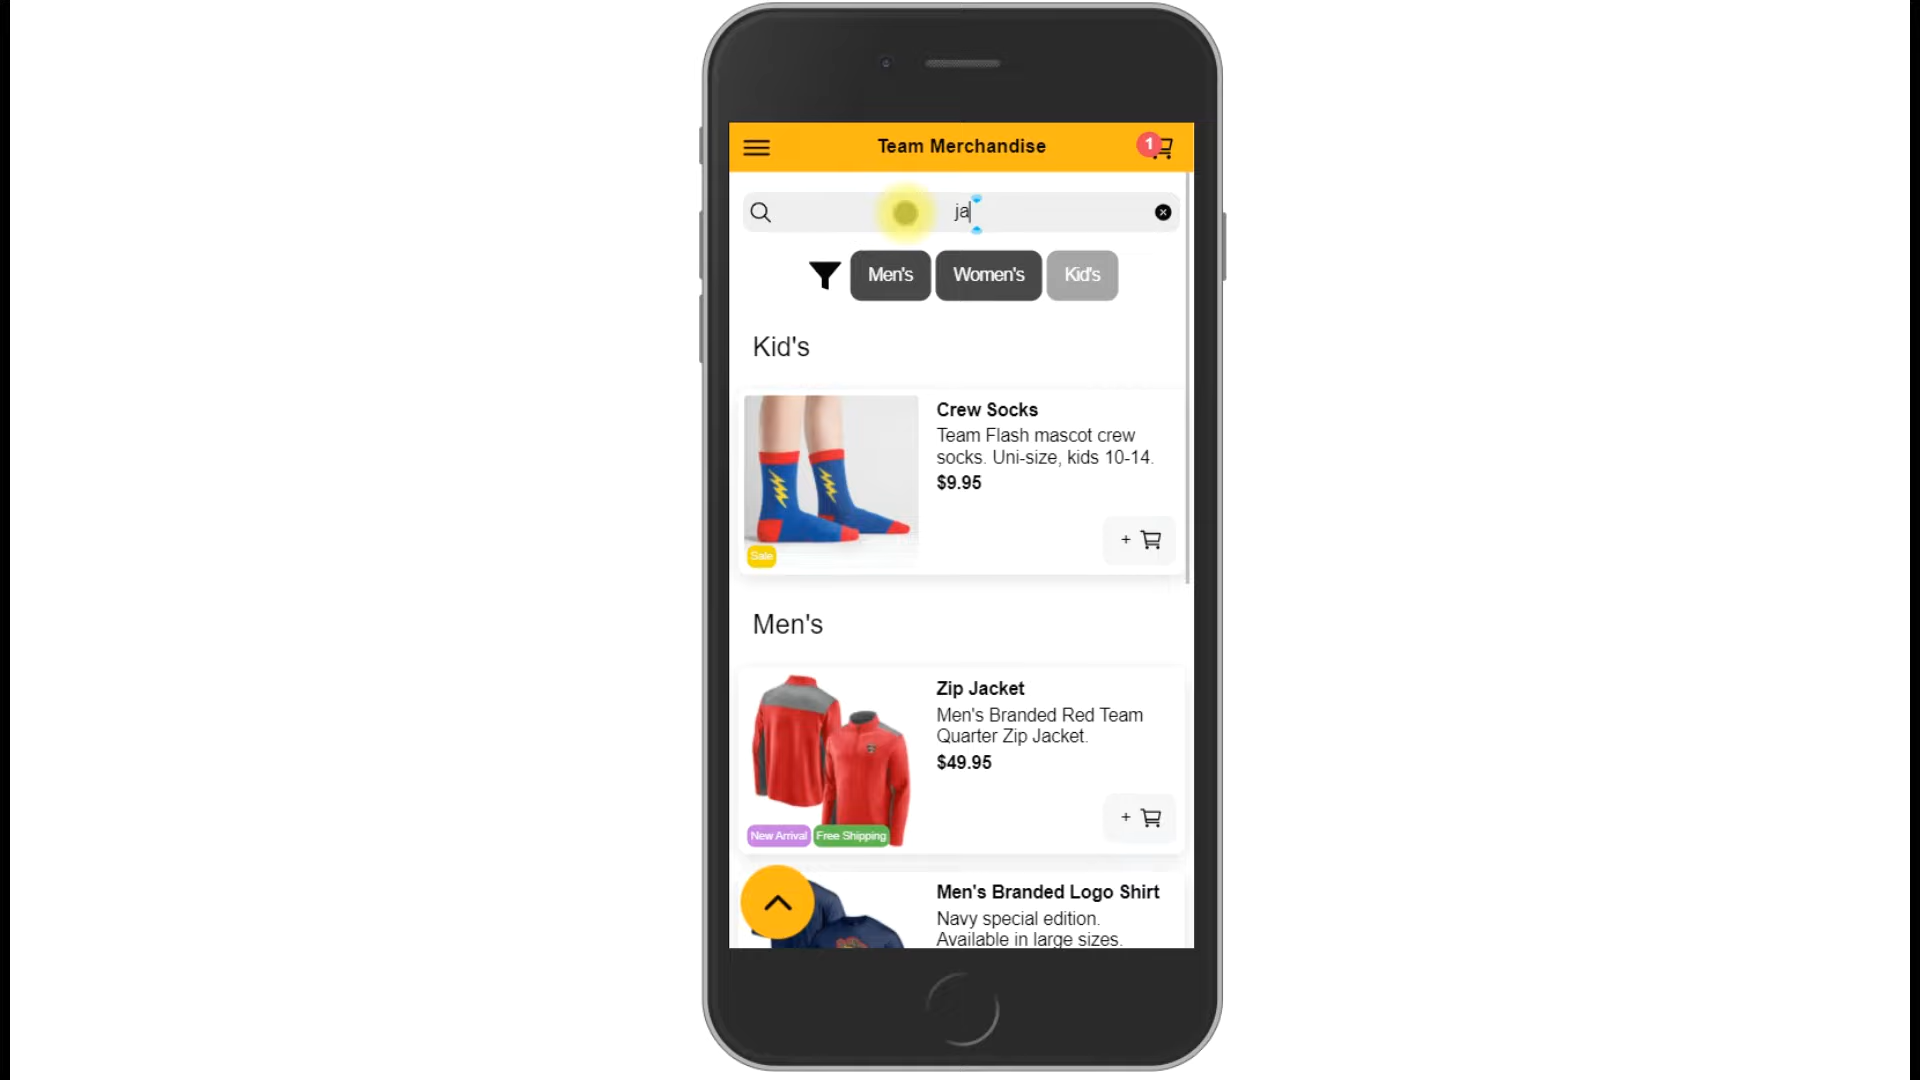 Team Merchandise
1
ja
Men's
Women's
Kid's
Kid's
Crew Socks
Team Flash mascot crew
socks. Uni-size, kids 10-14.
$9.95
Sale
+
Men's
Zip Jacket
Men's Branded Red Team
Quarter Zip Jacket.
$49.95
New Arrival
Free Shipping
+
Men's Branded Logo Shirt
Navy special edition.
Available in large sizes.